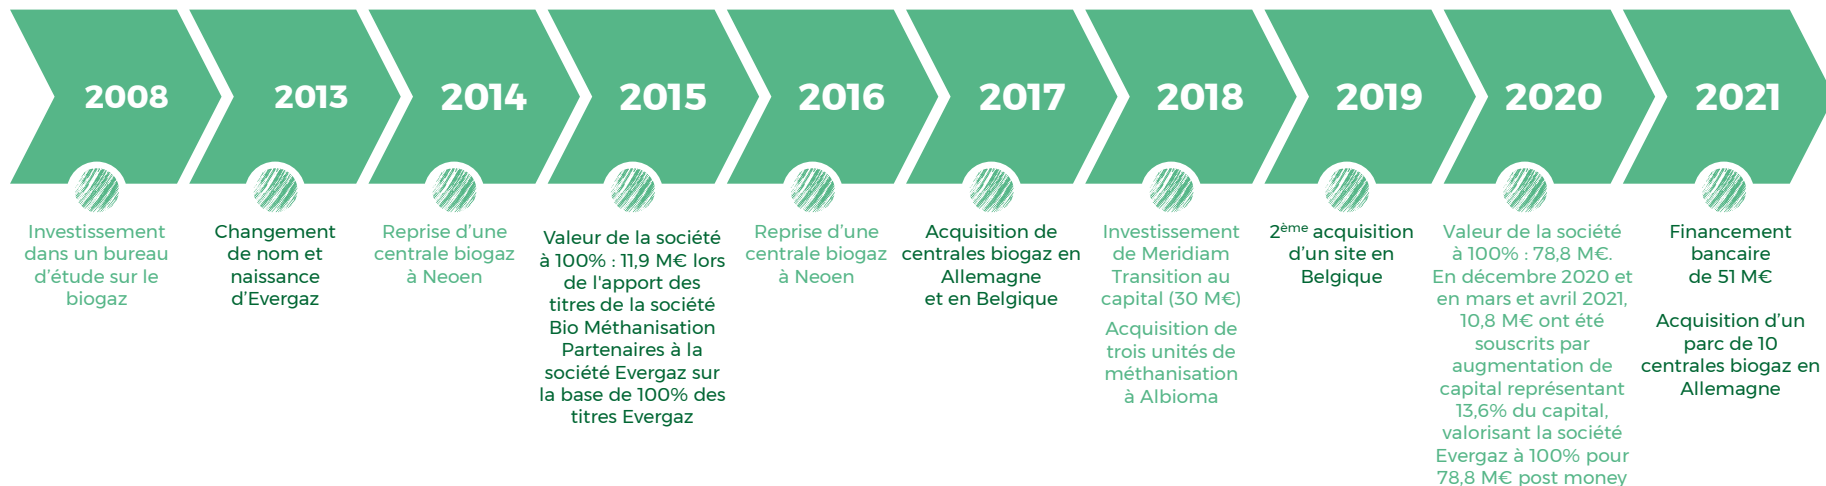 2008
Investissement
dans un bureau
d'étude sur le
biogaz
2013
Changement
de nom et
naissance
d'Evergaz
2014
Reprise d'une
centrale biogaz
à Neoen
2015
Valeur de la société
à 100% : 11,9 M€ lors
de l'apport des
titres de la société
Bio Méthanisation
Partenaires à la
société Evergaz sur
la base de 100% des
titres Evergaz
2016
Reprise d'une
centrale biogaz
à Neoen
2017
Acquisition de
centrales biogaz en
Allemagne
et en Belgique
2018
Investissement
de Meridiam
Transition au
capital (30 M€)
Acquisition de
trois unités de
méthanisation
à Albioma
2019
2ème acquisition
d'un site en
Belgique
2020
Valeur de la société
à 100% : 78,8 M€.
En décembre 2020 et
en mars et avril 2021,
10,8 M€ ont été
souscrits par
augmentation de
capital représentant
13,6% du capital,
valorisant la société
Evergaz à 100% pour
78,8 M€ post money
2021
Financement
bancaire
de 51 M€
Acquisition d'un
parc de 10
centrales biogaz en
Allemagne